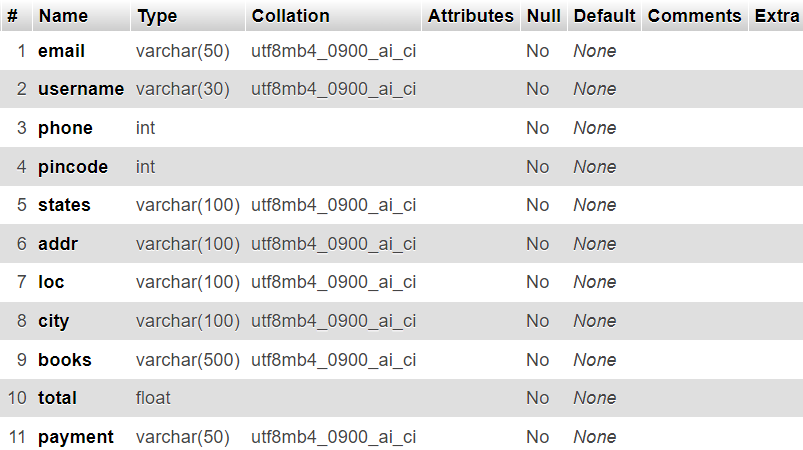 # Name Type Collation Attributes Null Default Comments Extra
1 email varchar(50) utf8mb4_0900_ai_ci No None
2 username varchar(30) utf8mb4_0900_ai_ci No None
3 phone int No None
4 pincode int No None
5 states varchar(100) utf8mb4_0900_ai_ci No None
6 addr varchar(100) utf8mb4_0900_ai_ci No None
7 loc varchar(100) utf8mb4_0900_ai_ci No None
8 city varchar(100) utf8mb4_0900_ai_ci No None
9 books varchar(500) utf8mb4_0900_ai_ci No None
10 total float No None
11 payment varchar(50) utf8mb4_0900_ai_ci No None